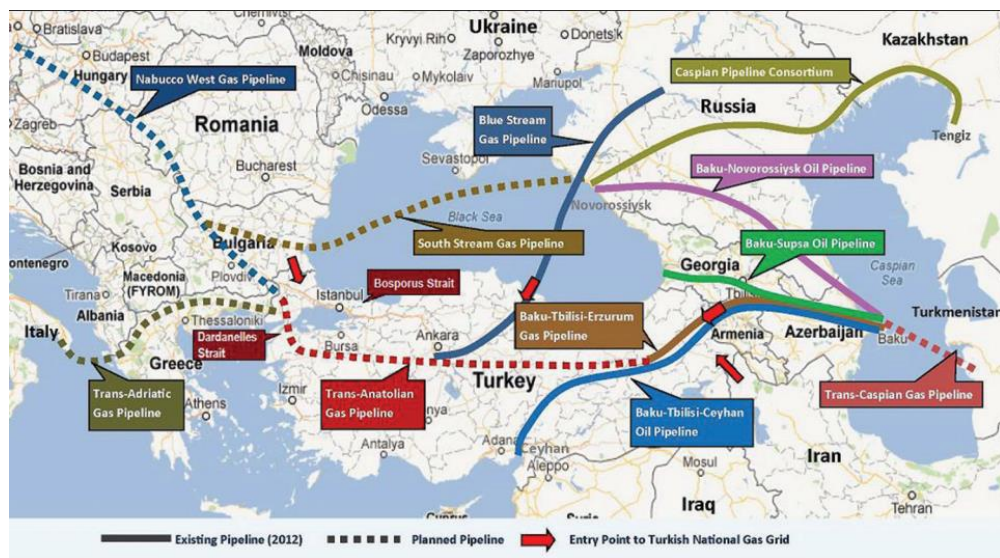 Bratislava
Chernivtsi
Ukraine
Kryvyi Rih
Donets'k
Zaporozhye
Kazakhstan
Budapest
Moldova
Hungary
Nabucco West Gas Pipeline
Chisinau
Mykolaiv
Mariupol
Caspian Pipeline Consortium
Odessa
Russia
Zagreb
Romania
Blue Stream
Gas Pipeline
Tengiz
Bosnia and
Herzegovina
Bucharest
Sevastopol
Baku-Novorossiysk Oil Pipeline
Serbia
Novorossiysk
Black Sea
Kosovo
Bulgaria
South Stream Gas Pipeline
Baku-Supsa Oil Pipeline
Montenegro
Macedonia
(FYROM)
Plovdiv
Georgia
Caspian
Sea
Tirana
Istanbul
Bosporus Strait
Turkmenistan
Albania
Italy
Thessaloniki
Dardanelles
Strait
Ankara
Baku-Tbilisi-Erzurum
Gas Pipeline
Armenia
Azerbaijan
Baku
Bursa
Greece
Turkey
Trans-Adriatic
Gas Pipeline
Izmir
Trans-Anatolian
Gas Pipeline
Baku-Tbilisi-Ceyhan
Oil Pipeline
Trans-Caspian Gas Pipeline
Athens
Antalya
Adana
Ceyhan
Aleppo
Mosul
Iran
Iraq
Tehran
Cyprus
Syria
Existing Pipeline (2012)
Planned Pipeline
Entry Point to Turkish National Gas Grid